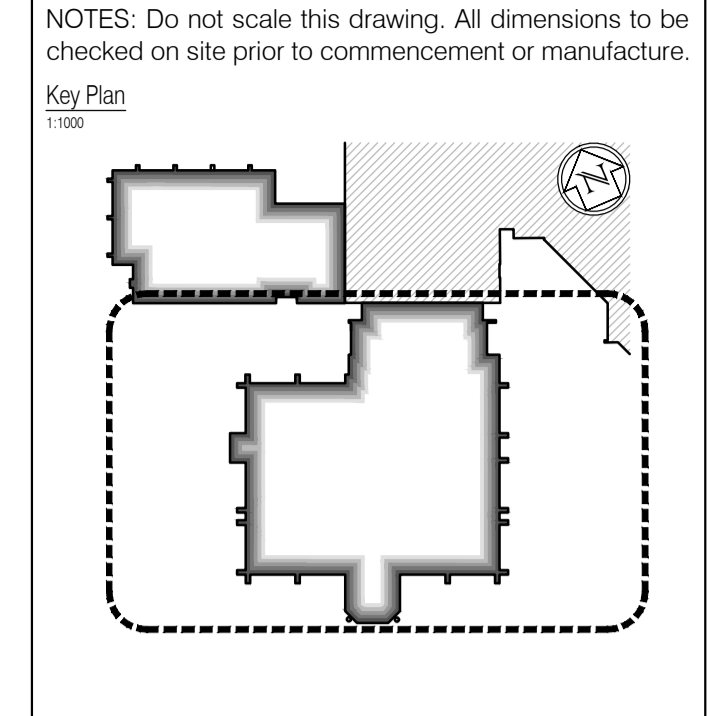 NOTES: Do not scale this drawing. All dimensions to be
checked on site prior to commencement or manufacture.
Key Plan
1:1000
N